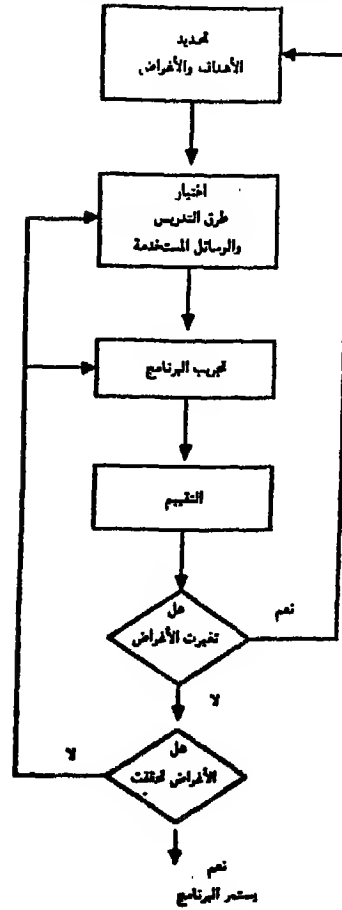 تحديد
الأهداف والأغراض
اختيار
طرق التدريس
والوسائل المستخدمة
تجريب البرنامج
التقييم
هل
تغيرت الأغراض
نعم
لا
هل
الأغراض تحققت
لا
نعم
يستمر البرنامج